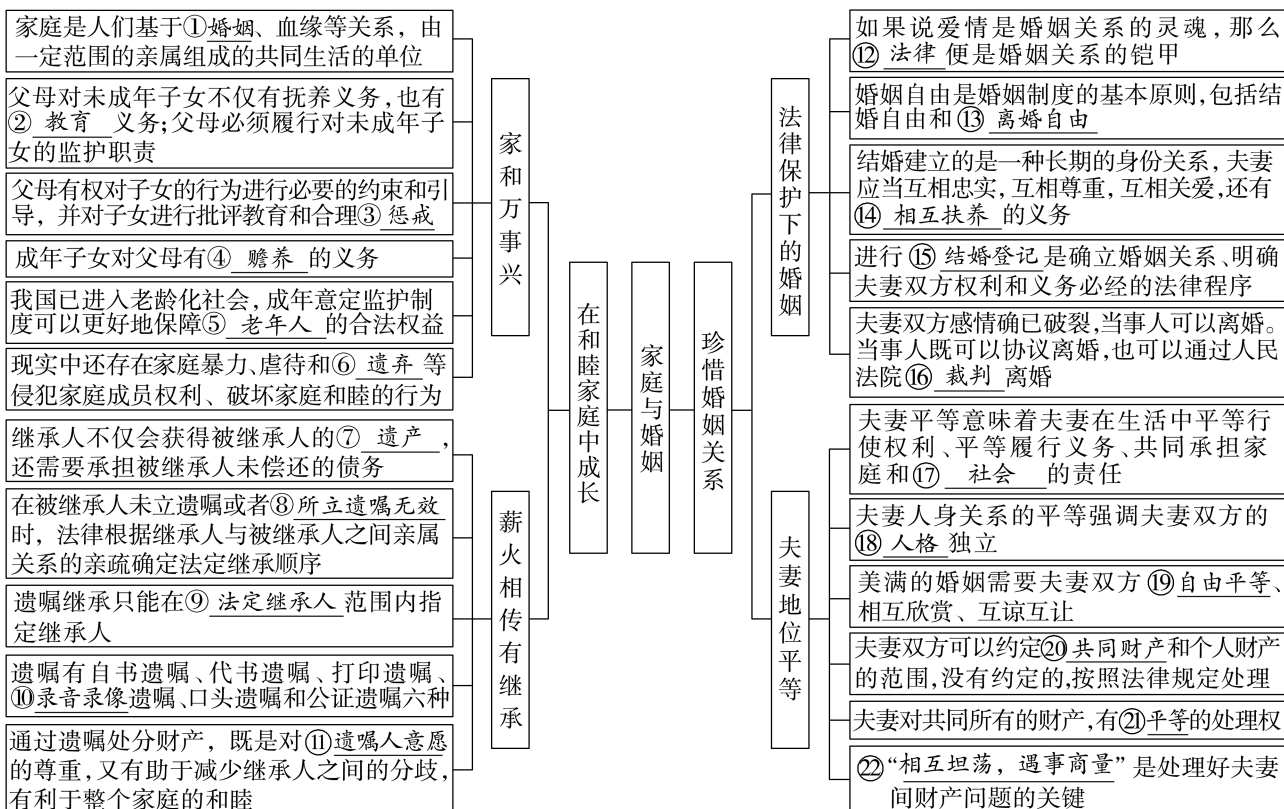 家庭是人们基于①婚姻、血缘等关系，由
一定范围的亲属组成的共同生活的单位
父母对未成年子女不仅有抚养义务,也有
②教育义务;父母必须履行对未成年子
女的监护职责
父母有权对子女的行为进行必要的约束和引
导，并对子女进行批评教育和合理③惩戒
成年子女对父母有④赡养的义务
我国已进入老龄化社会,成年意定监护制
度可以更好地保障⑤老年人的合法权益
现实中还存在家庭暴力、虐待和⑥遗弃等
侵犯家庭成员权利、破坏家庭和睦的行为
家和万事兴
继承人不仅会获得被继承人的⑦遗产,
还需要承担被继承人未偿还的债务
在被继承人未立遗嘱或者⑧所立遗嘱无效
时，法律根据继承人与被继承人之间亲属
关系的亲疏确定法定继承顺序
遗嘱继承只能在⑨法定继承人范围内指
定继承人
遗嘱有自书遗嘱、代书遗嘱、打印遗嘱、
⑩录音录像遗嘱、口头遗嘱和公证遗嘱六种
通过遗嘱处分财产，既是对⑪遗嘱人意愿
的尊重,又有助于减少继承人之间的分歧,
有利于整个家庭的和睦
薪火相传有继承
在和睦家庭中成长
家庭与婚姻
珍惜婚姻关系
法律保护下的婚姻
如果说爱情是婚姻关系的灵魂，那么
⑫法律便是婚姻关系的铠甲
婚姻自由是婚姻制度的基本原则,包括结
婚自由和⑬离婚自由
结婚建立的是一种长期的身份关系，夫妻
应当互相忠实，互相尊重，互相关爱,还有
⑭相互扶养的义务
进行⑮结婚登记是确立婚姻关系、明确
夫妻双方权利和义务必经的法律程序
夫妻双方感情确已破裂,当事人可以离婚。
当事人既可以协议离婚,也可以通过人民
法院⑯裁判离婚
夫妻地位平等
夫妻平等意味着夫妻在生活中平等行
使权利、平等履行义务、共同承担家
庭和⑰社会的责任
夫妻人身关系的平等强调夫妻双方的
⑱人格独立
美满的婚姻需要夫妻双方⑲自由平等、
相互欣赏、互谅互让
夫妻双方可以约定⑳共同财产和个人财产
的范围,没有约定的,按照法律规定处理
夫妻对共同所有的财产,有㉑平等的处理权
㉒“相互坦荡，遇事商量”是处理好夫妻
间财产问题的关键